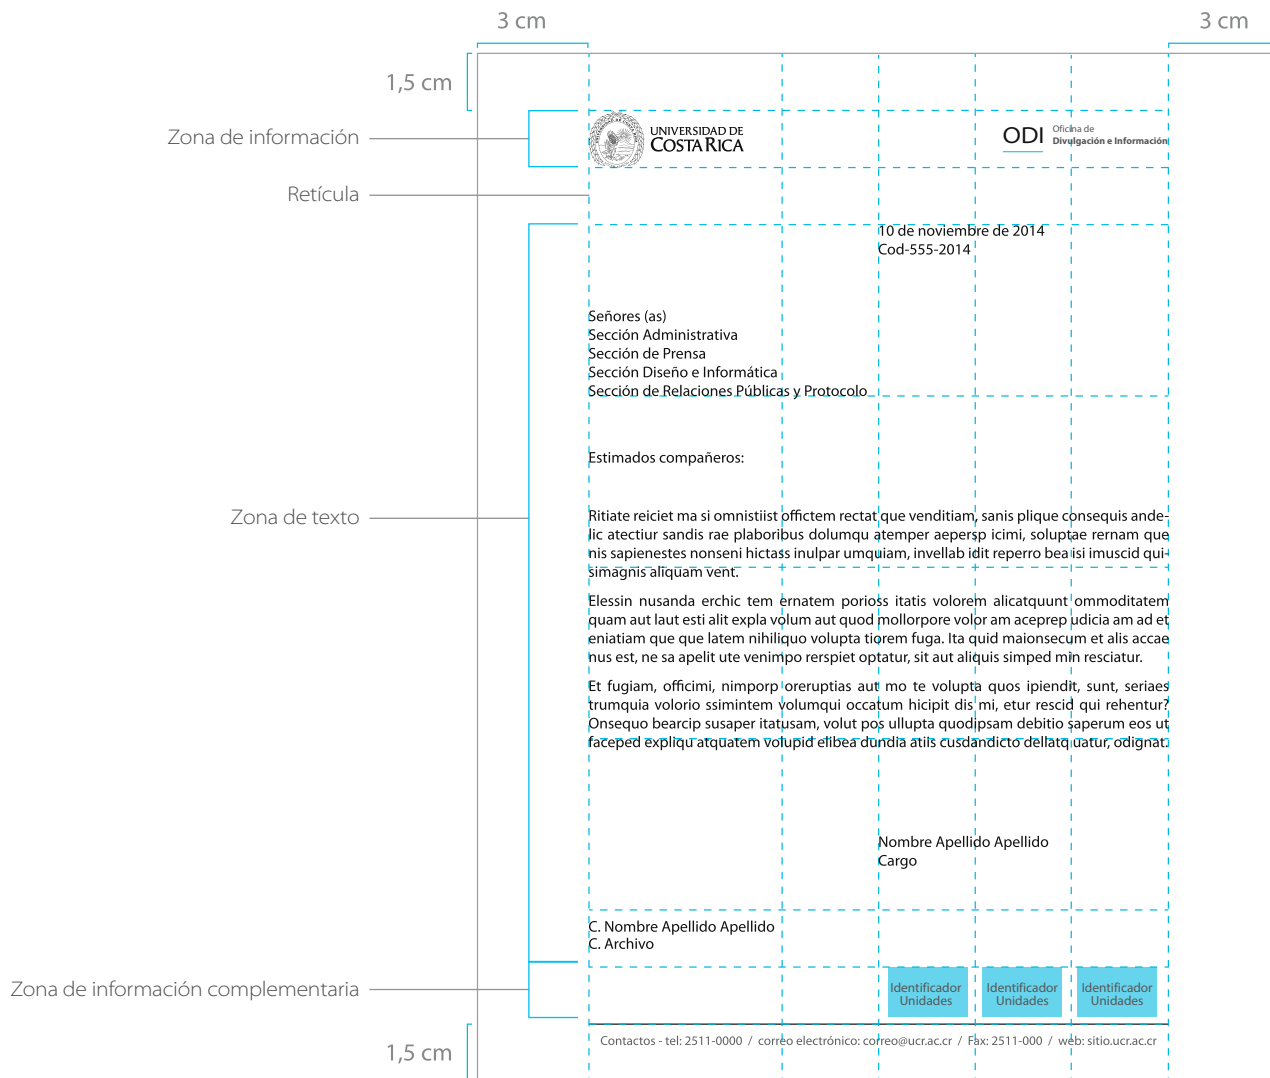 3 cm
3 cm
1,5 cm
Zona de información
UNIVERSIDAD DE
COSTA RICA
ODI
Oficina de
Divulgación e Información
Retícula
10 de noviembre de 2014
Cod-555-2014
Señores (as)
Sección Administrativa
Sección de Prensa
Sección Diseño e Informática
Sección de Relaciones Públicas y Protocolo
Estimados compañeros:
Zona de texto
Ritiate reiciet ma si omnistiist offictem rectat que venditiam, sanis plique consequis ande-
lic atectiur sandis rae plaboribus dolumqu atemper aepersp icimi, soluptae rernam que
nis sapienestes nonseni hictass inulpar umquiam, invellab idit reperro bea isi imuscid qui-
simagnis aliquam vent.
Elessin nusanda erchic tem ernatem porioss itatis volorem alicatquunt ommoditatem
quam aut laut esti alit expla volum aut quod mollorpore volor am aceprep udicia am ad et
eniatiam que que latem nihiliquo volupta tiorem fuga. Ita quid maionsecum et alis accae
nus est, ne sa apelit ute venimpo rerspiet optatur, sit aut aliquis simped min resciatur.
Et fugiam, officimi, nimporp oreruptias aut mo te volupta quos ipiendit, sunt, seriaes
trumquia volorio ssimintem volumqui occatum hicipit dis mi, etur rescid qui rehentur?
Onsequo bearcip susaper itatusam, volut pos ullupta quodipsam debitio saperum eos ut
faceped expliqu atquatem volupid elibea dundia atiis cusdandicto dellatq uatur, odignat.
Nombre Apellido Apellido
Cargo
C. Nombre Apellido Apellido
C. Archivo
Zona de información complementaria
Identificador
Unidades
Identificador
Unidades
Identificador
Unidades
1,5 cm
Contactos - tel: 2511-0000 / correo electrónico: correo@ucr.ac.cr / Fax: 2511-000 / web: sitio.ucr.ac.cr